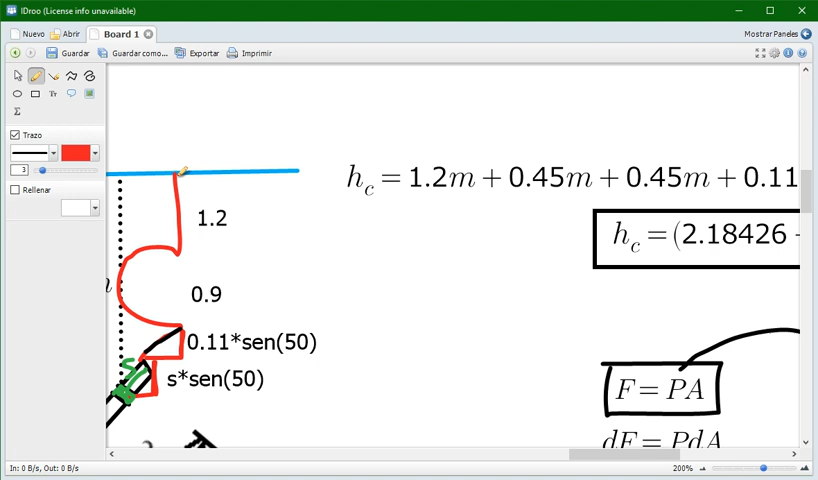 IDroo (License info unavailable)
Nuevo Abrir Board 1 Mostrar Paneles
Guardar Guardar como... Exportar Imprimir
Tт
Σ
Trazo
3
Rellenar
h_c = 1.2m + 0.45m + 0.45m + 0.11
1.2
h_c = (2.18426 -
0.9
0.11*sen(50)
s*sen(50)
S
F = PA
dF = PdA
In: 0 B/s, Out: 0 B/s 200%